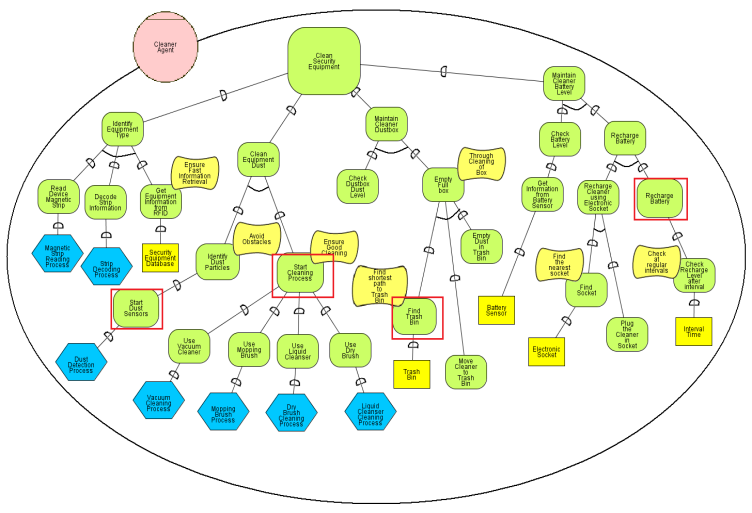 Cleaner
Agent
Clean
Security
Equipment
Maintain
Cleaner
Battery
Level
Identify
Equipment
Type
Maintain
Cleaner
Dustbox
Check
Battery
Level
Recharge
Battery
Clean
Equipment
Dust
Ensure
Fast
Information
Retrieval
Through
Cleaning
of
Box
Read
Device
Magnetic
Strip
Decode
Strip
Information
Get
Equipment
Information
from
RFID
Check
Dustbox
Dust
Level
Empty
Full
box
Get
Information
from
Battery
Sensor
Recharge
Cleaner
using
Electronic
Socket
Recharge
Battery
Magnetic
Strip
Reading
Process
Strip
Decoding
Process
Security
Equipment
Database
Identify
Dust
Particles
Avoid
Obstacles
Ensure
Good
Cleaning
Start
Cleaning
Process
Empty
Dust
in
Trash
Bin
Find
the
nearest
socket
Check
at
regular
intervals
Check
Recharge
Level
after
interval
Find
shortest
path
to
Trash
Bin
Start
Dust
Sensors
Find
Trash
Bin
Battery
Sensor
Find
Socket
Plug
the
Cleaner
in
Socket
Interval
Time
Use
Vacuum
Cleaner
Use
Mopping
Brush
Use
Liquid
Cleanser
Use
Dry
Brush
Electronic
Socket
Dust
Detection
Process
Trash
Bin
Move
Cleaner
to
Trash
Bin
Vacuum
Cleaning
Process
Mopping
Brush
Process
Dry
Brush
Cleaning
Process
Liquid
Cleanser
Cleaning
Process